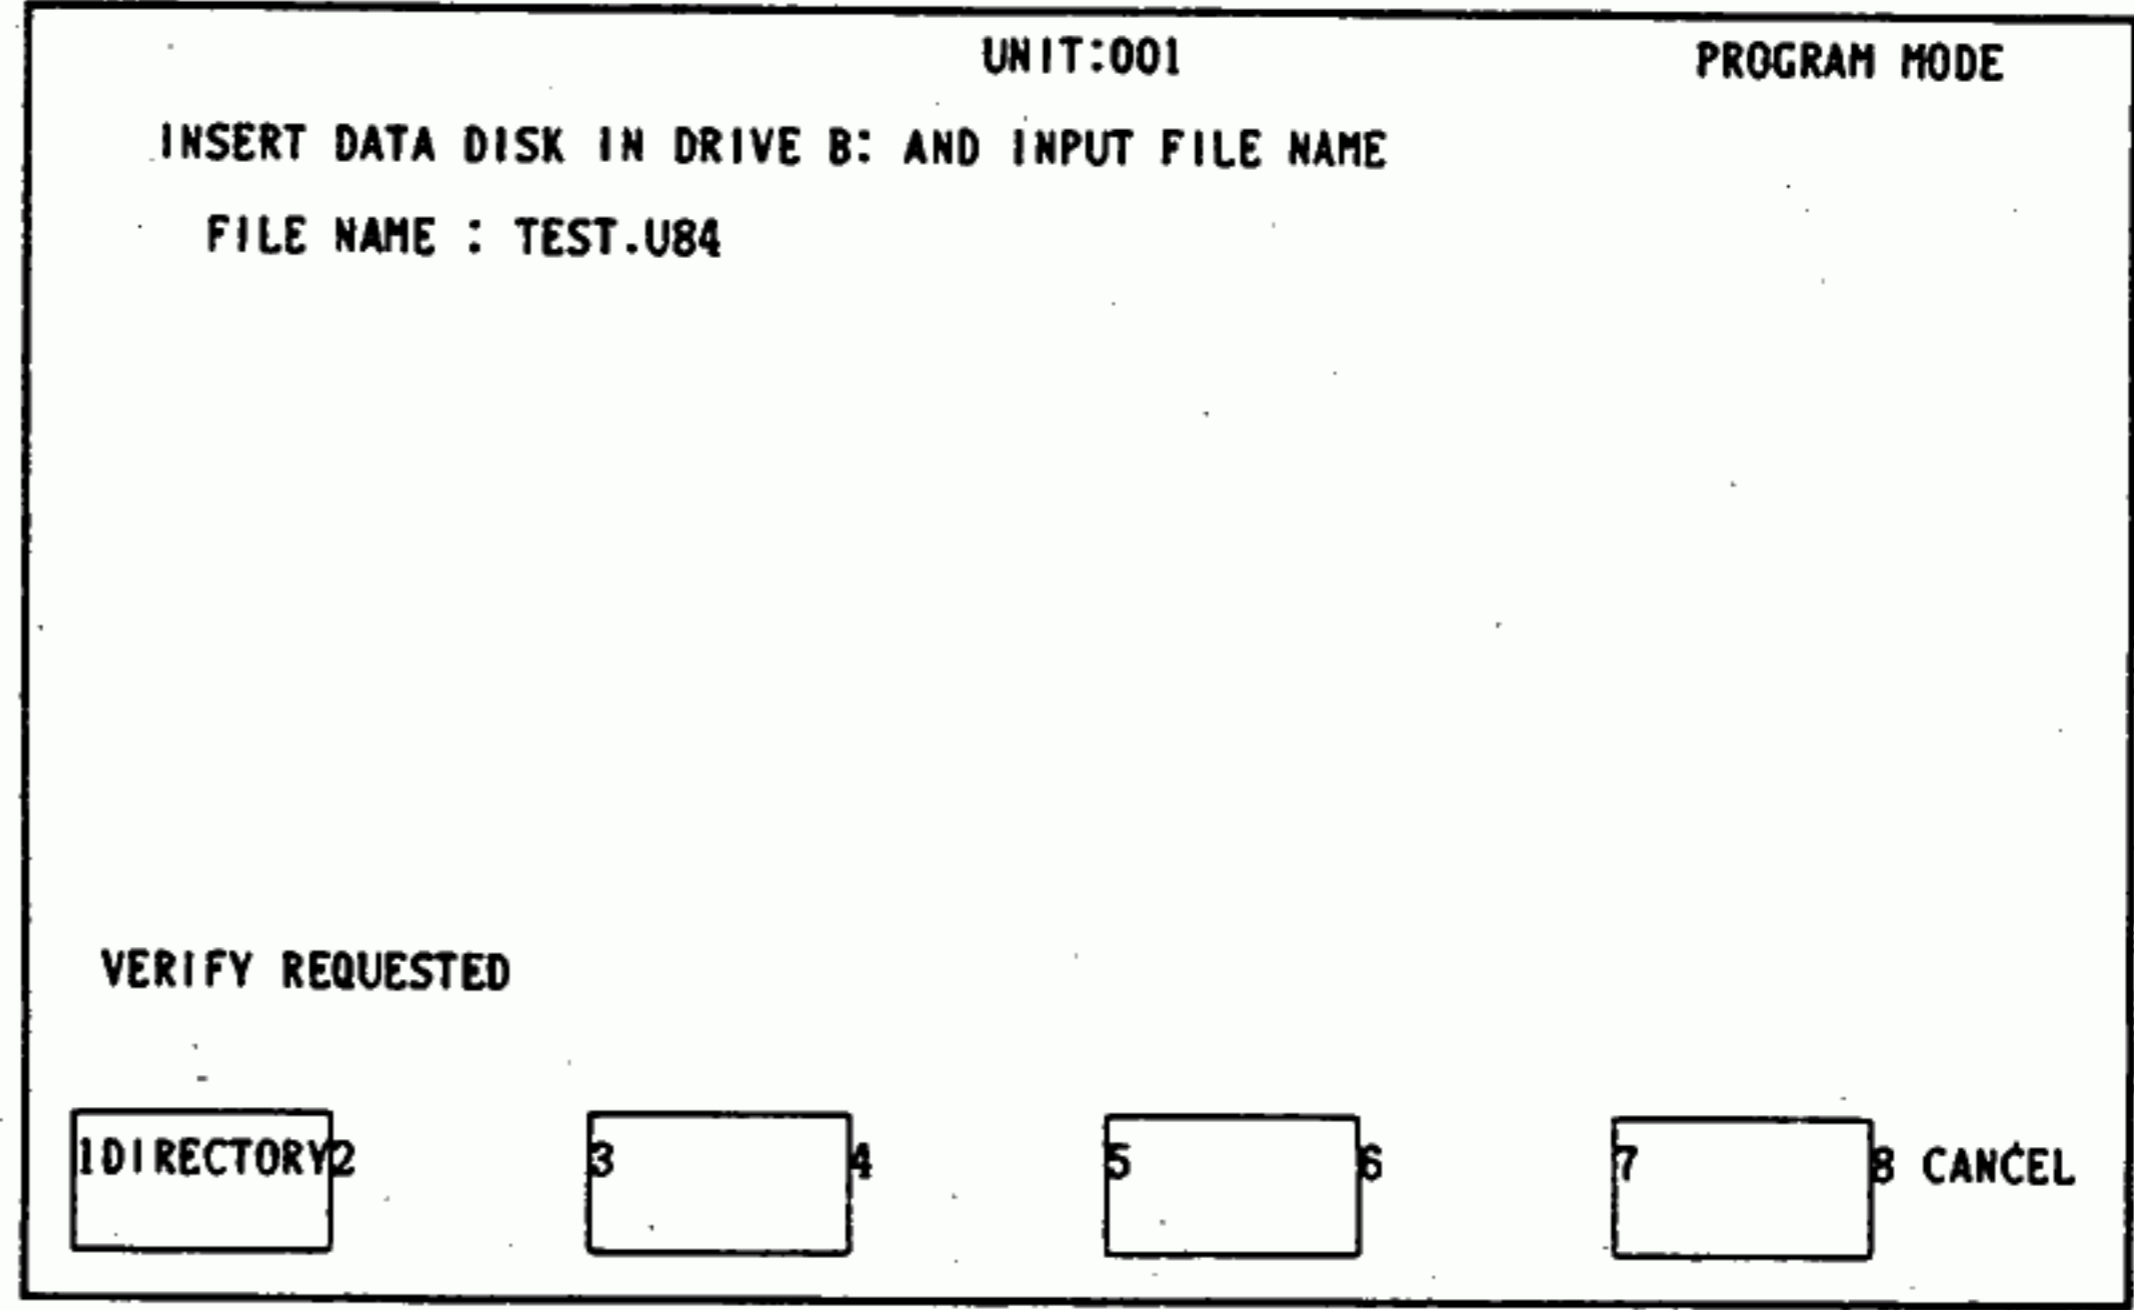 UNIT:001 PROGRAM MODE
INSERT DATA DISK IN DRIVE B: AND INPUT FILE NAME
FILE NAME : TEST.U84
VERIFY REQUESTED
1DIRECTORY2 3 4 5 6 7 8 CANCEL